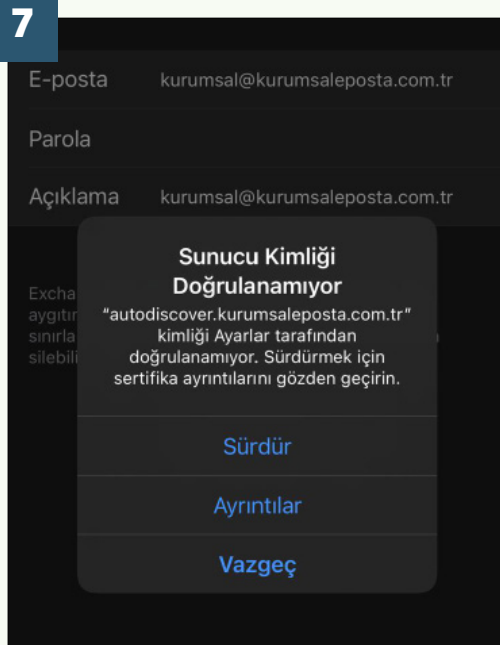 7
E-posta kurumsal@kurumsaleposta.com.tr
Parola
Açıklama kurumsal@kurumsaleposta.com.tr
Sunucu Kimliği
Doğrulanamıyor
"autodiscover.kurumsaleposta.com.tr"
kimliği Ayarlar tarafından
doğrulanamıyor. Sürdürmek için
sertifika ayrıntılarını gözden geçirin.
Sürdür
Ayrıntılar
Vazgeç